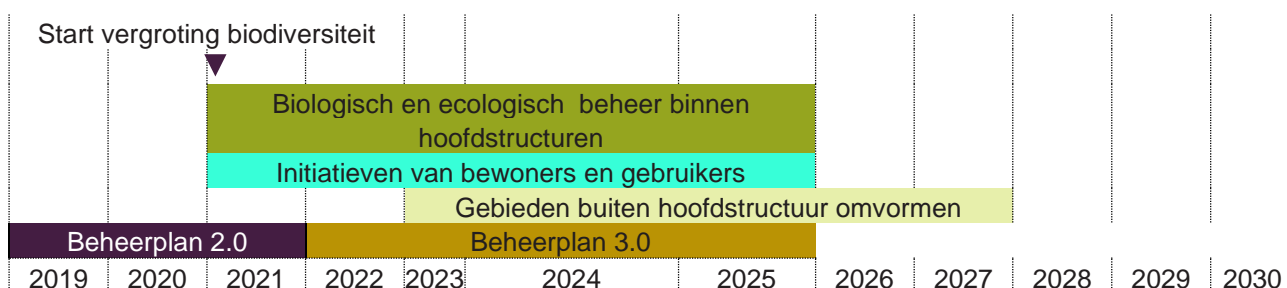 Start vergroting biodiversiteit
Biologisch en ecologisch beheer binnen
hoofdstructuren
Initiatieven van bewoners en gebruikers
Gebieden buiten hoofdstructuur omvormen
Beheerplan 2.0 Beheerplan 3.0
2019 2020 2021 2022 2023 2024 2025 2026 2027 2028 2029 2030